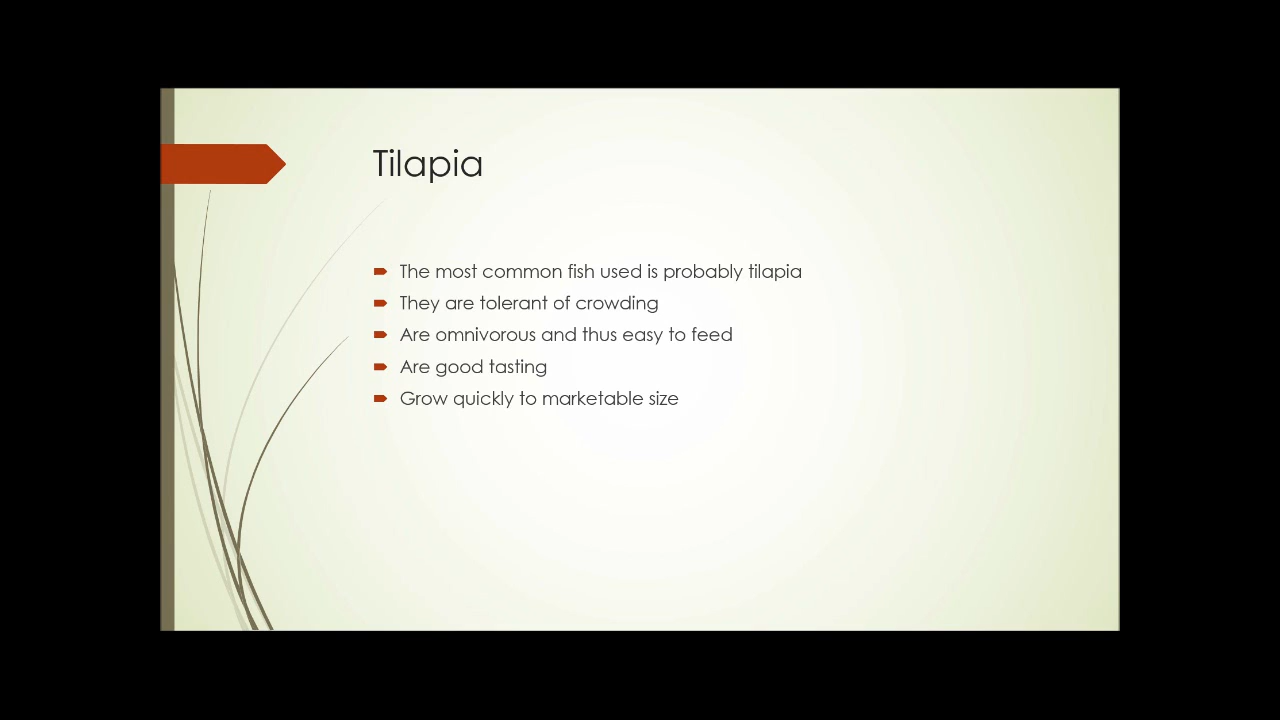 Tilapia
The most common fish used is probably tilapia
They are tolerant of crowding
Are omnivorous and thus easy to feed
Are good tasting
Grow quickly to marketable size